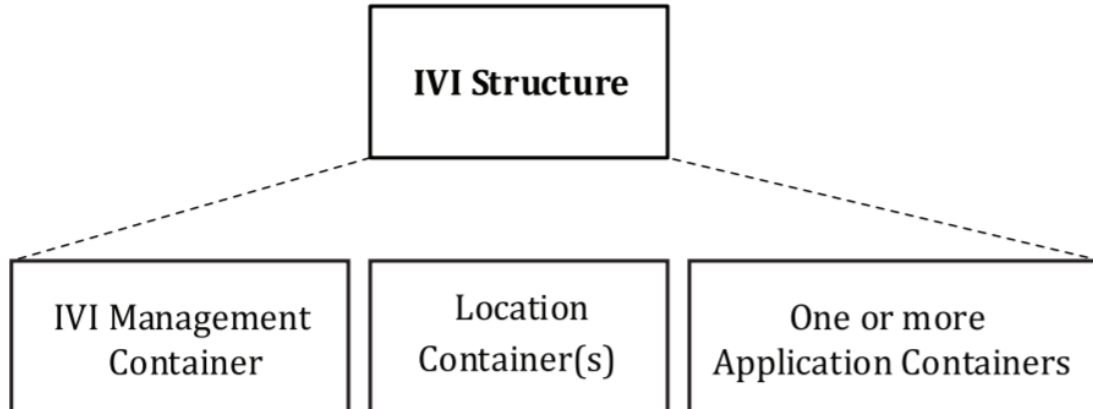 IVI Structure
IVI Management
Container
Location
Container(s)
One or more
Application Containers